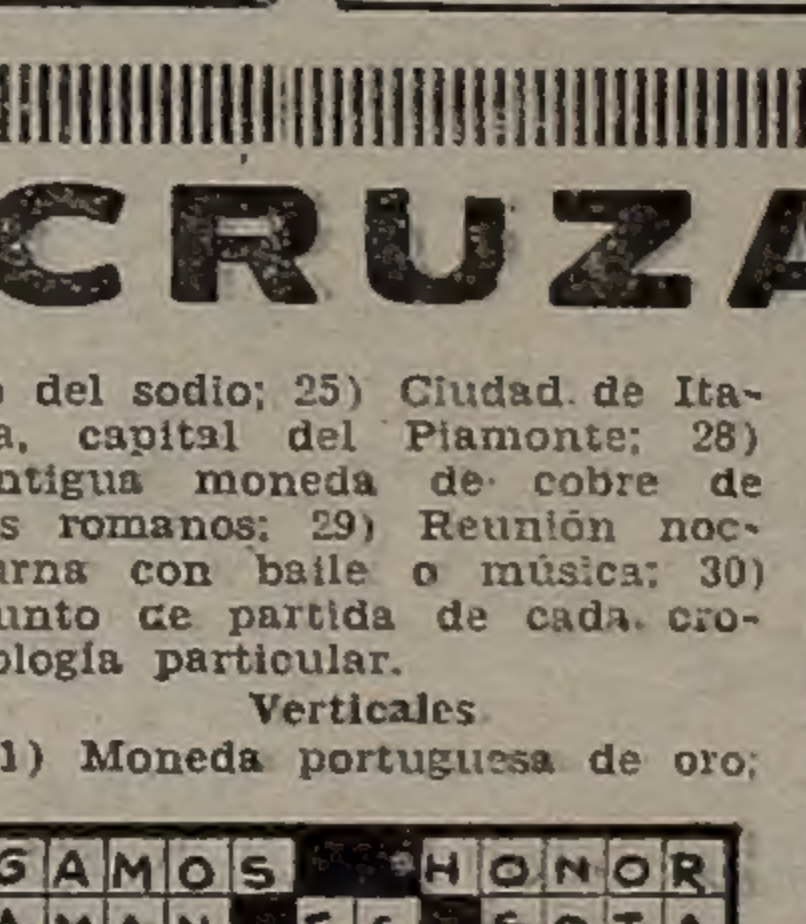 CRUZA
del sodio; 25) Ciudad de Ita-
capital del Piamonte; 28)
ntigua moneda de cobre de
s romanos; 29) Reunión noc-
rna con baile o música; 30)
unto de partida de cada cro-
ología particular.
Verticales
1) Moneda portuguesa de oro;
GAMOS HONOR